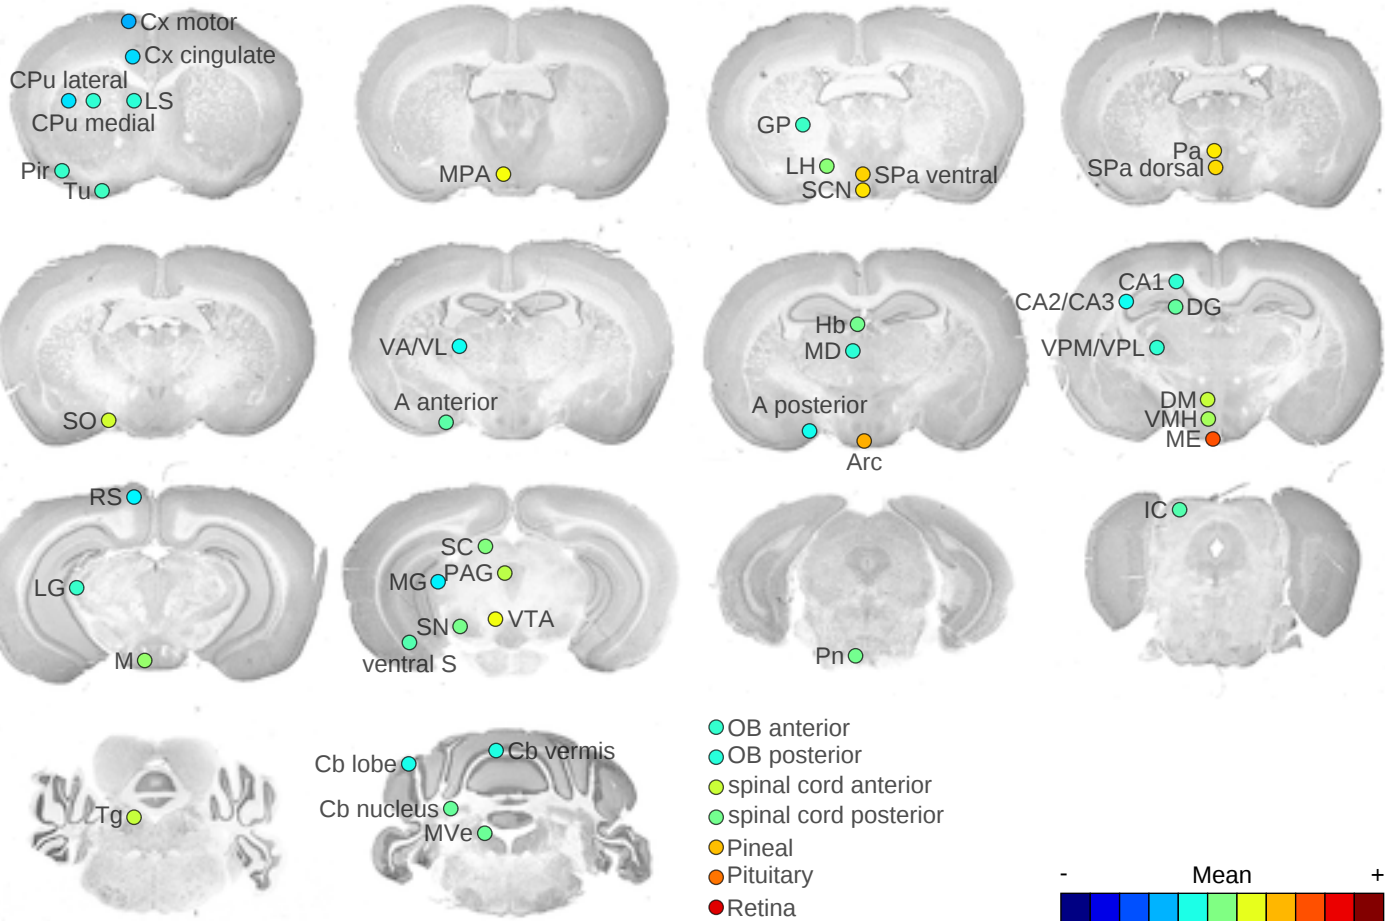 Cx motor
Cx cingulate
CPu lateral
LS
CPu medial
Pir
Tu
MPA
GP
LH
SPa ventral
SCN
Pa
SPa dorsal
SO
VA/VL
A anterior
Hb
MD
A posterior
Arc
CA1
CA2/CA3
DG
VPM/VPL
DM
VMH
ME
RS
LG
M
SC
MG
PAG
SN
VTA
ventral S
Pn
IC
Tg
Cb lobe
Cb vermis
Cb nucleus
MVe
OB anterior
OB posterior
spinal cord anterior
spinal cord posterior
Pineal
Pituitary
Retina
- Mean +